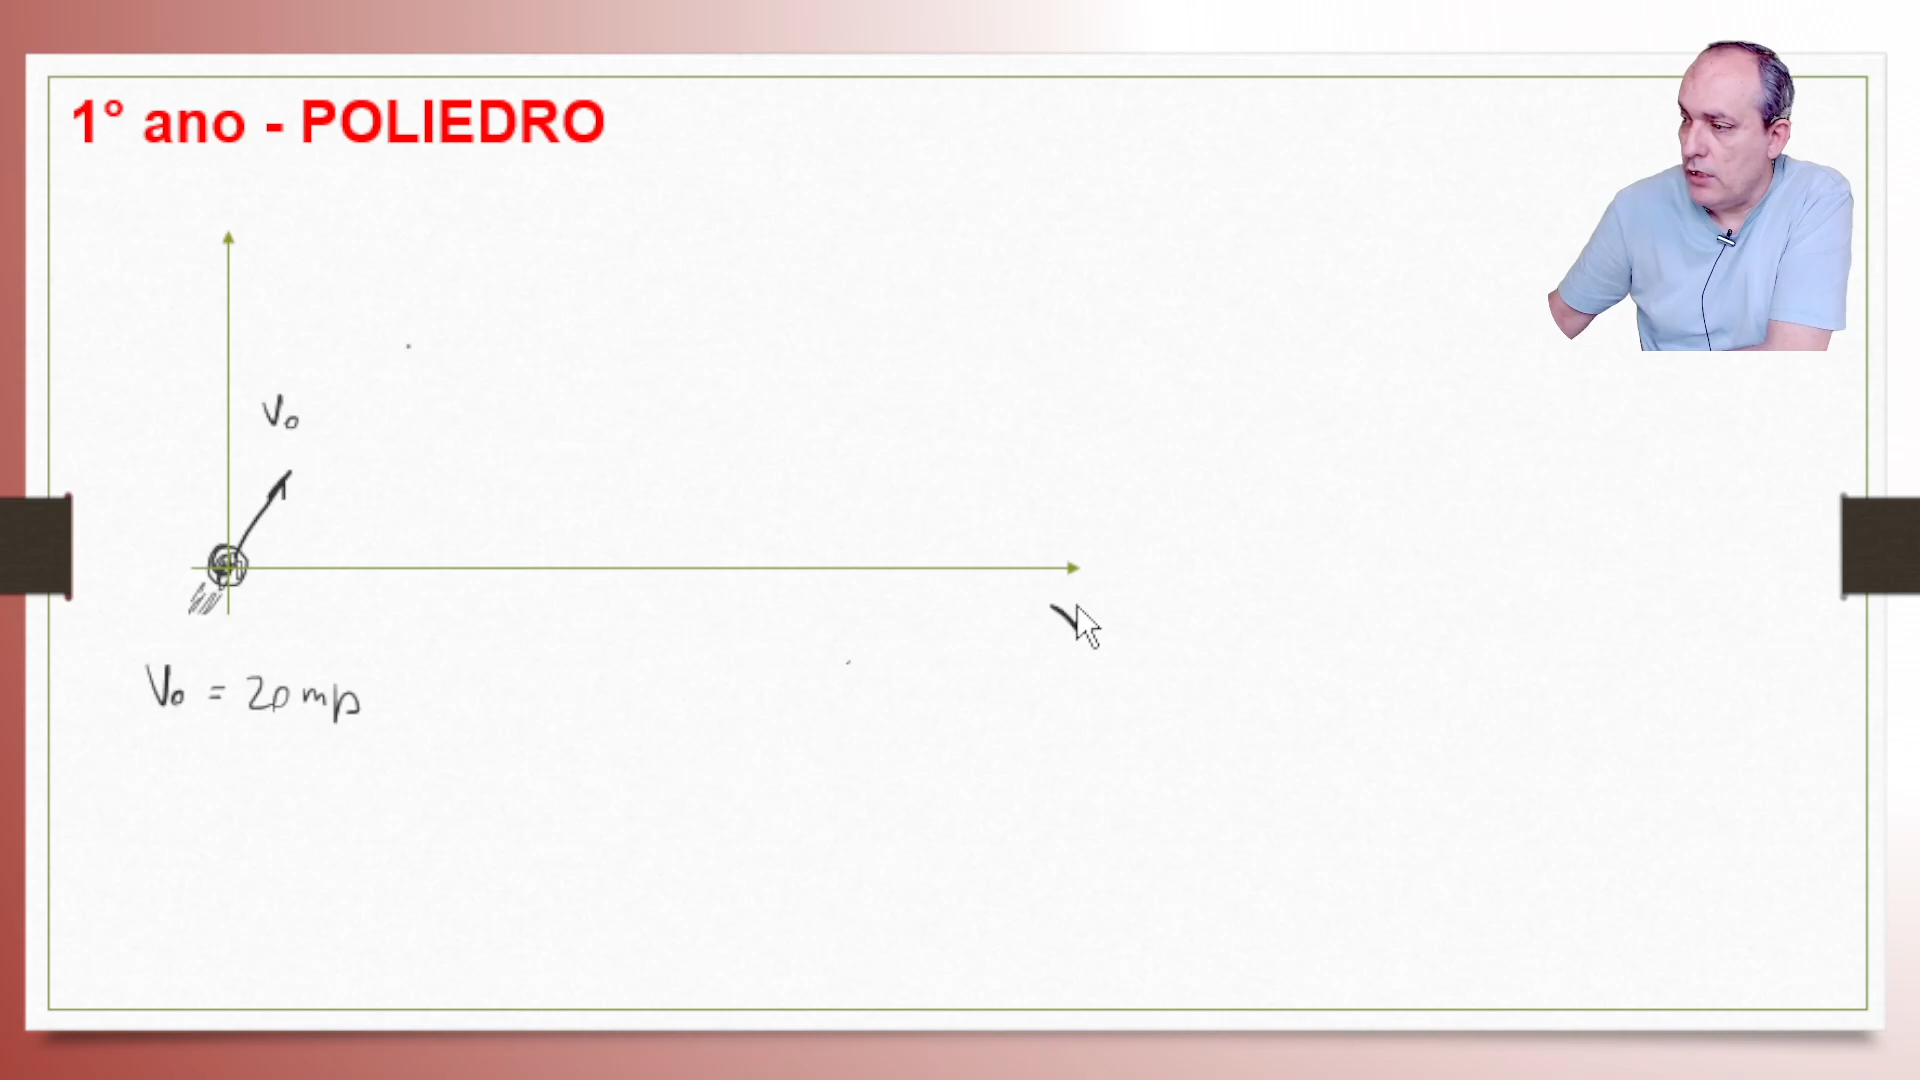 1° ano - POLIEDRO
V₀
V₀ = 20 m/s